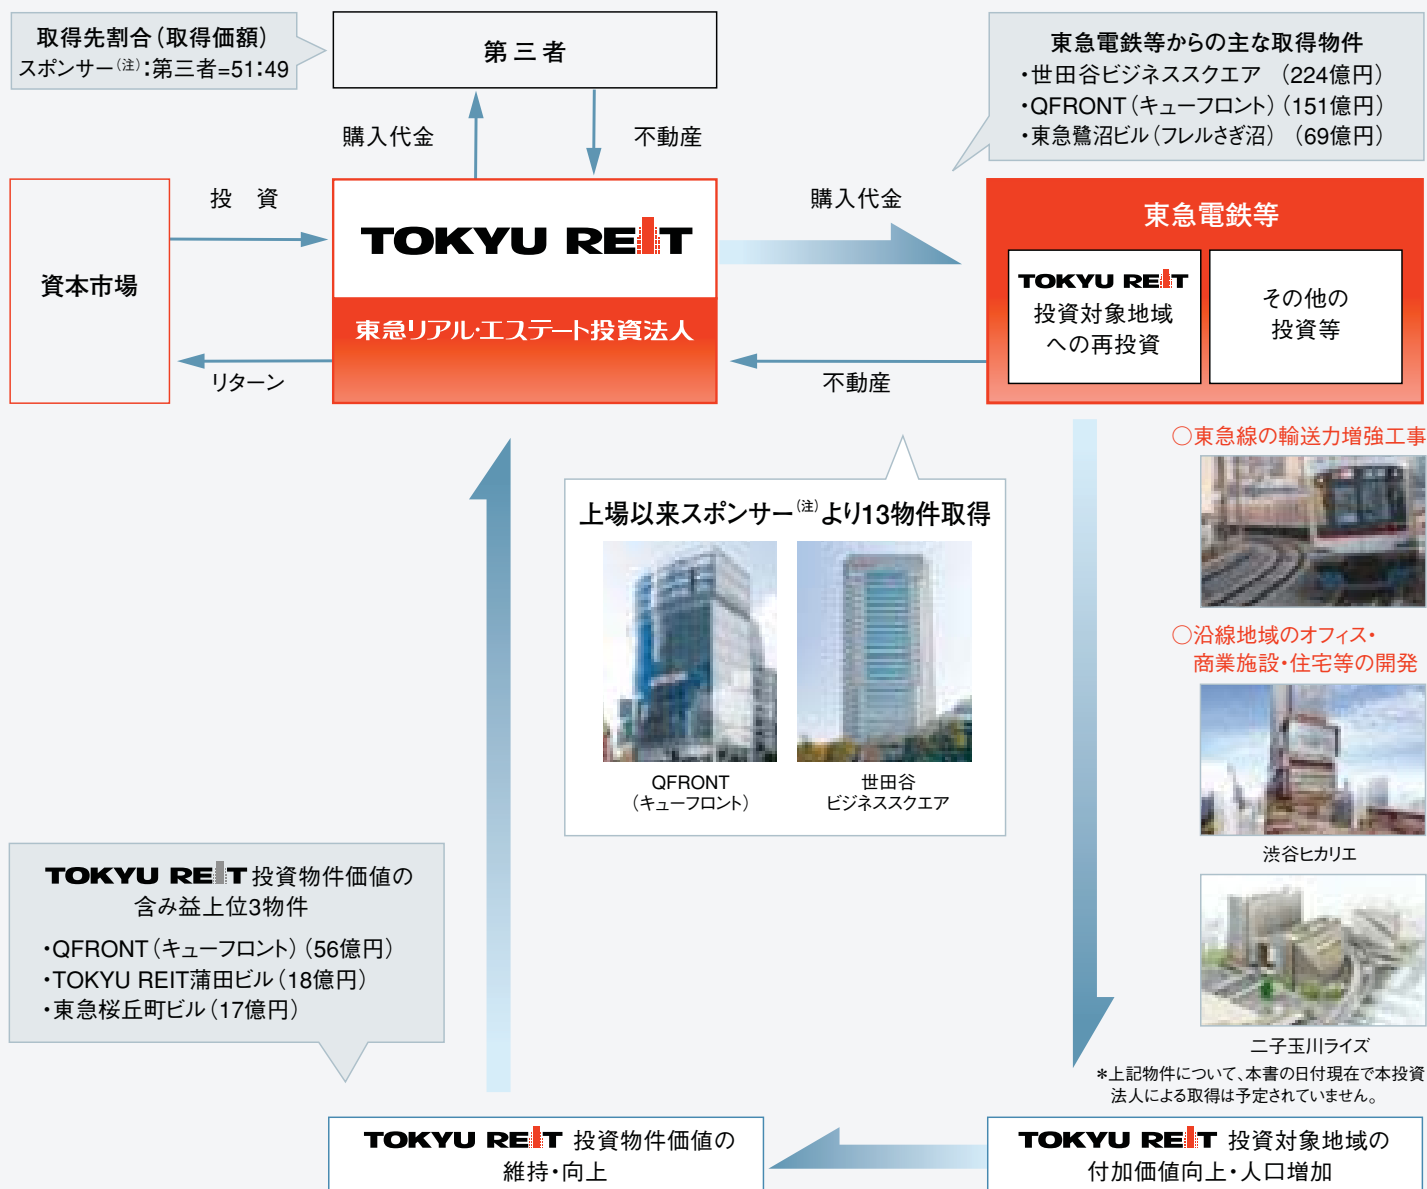 取得先割合(取得価額)
スポンサー(注):第三者=51:49
第三者
東急電鉄等からの主な取得物件
・世田谷ビジネススクエア (224億円)
・QFRONT(キューフロント)(151億円)
・東急鷺沼ビル(フレルさぎ沼) (69億円)
購入代金
不動産
投 資
資本市場
リターン
TOKYU REIT
東急リアル・エステート投資法人
購入代金
不動産
東急電鉄等
TOKYU REIT
投資対象地域
への再投資
その他の
投資等
○東急線の輸送力増強工事
○沿線地域のオフィス・
商業施設・住宅等の開発
渋谷ヒカリエ
二子玉川ライズ
*上記物件について、本書の日付現在で本投資
法人による取得は予定されていません。
上場以来スポンサー(注)より13物件取得
QFRONT
(キューフロント)
世田谷
ビジネススクエア
TOKYU REIT 投資物件価値の
含み益上位3物件
・QFRONT(キューフロント)(56億円)
・TOKYU REIT蒲田ビル(18億円)
・東急桜丘町ビル(17億円)
TOKYU REIT 投資物件価値の
維持・向上
TOKYU REIT 投資対象地域の
付加価値向上・人口増加